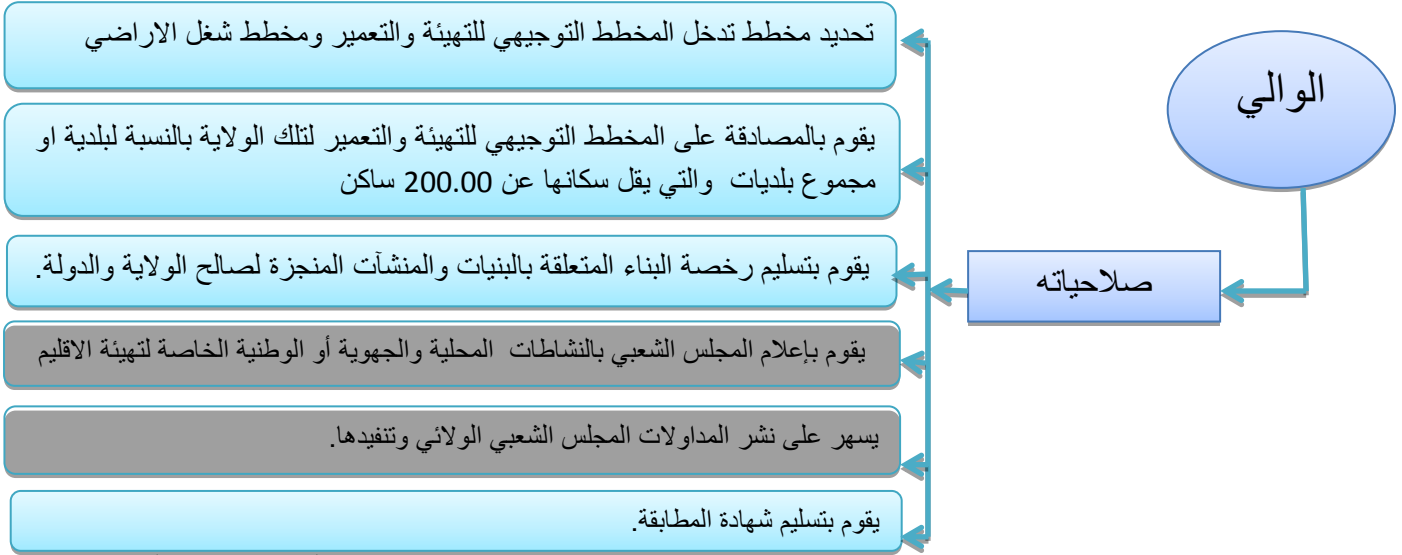 الوالي
صلاحياته
تحديد مخطط تدخل المخطط التوجيهي للتهيئة والتعمير ومخطط شغل الاراضي
يقوم بالمصادقة على المخطط التوجيهي للتهيئة والتعمير لتلك الولاية بالنسبة لبلدية او
مجموع بلديات والتي يقل سكانها عن 200.00 ساكن
يقوم بتسليم رخصة البناء المتعلقة بالبنيات والمنشآت المنجزة لصالح الولاية والدولة.
يقوم بإعلام المجلس الشعبي بالنشاطات المحلية والجهوية أو الوطنية الخاصة لتهيئة الاقليم
يسهر على نشر المداولات المجلس الشعبي الولائي وتنفيدها.
يقوم بتسليم شهادة المطابقة.